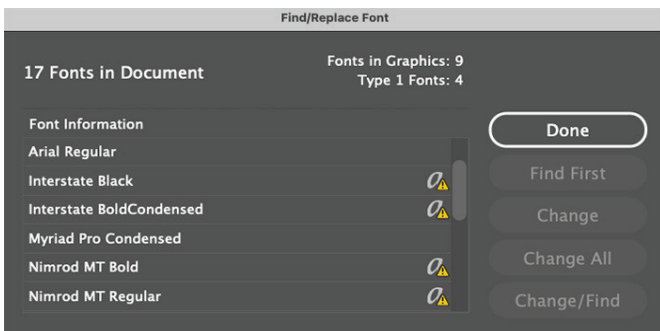 Find/Replace Font
17 Fonts in Document
Fonts in Graphics: 9
Type 1 Fonts: 4
Font Information
Arial Regular
Interstate Black
Interstate BoldCondensed
Myriad Pro Condensed
Nimrod MT Bold
Nimrod MT Regular
Done
Find First
Change
Change All
Change/Find